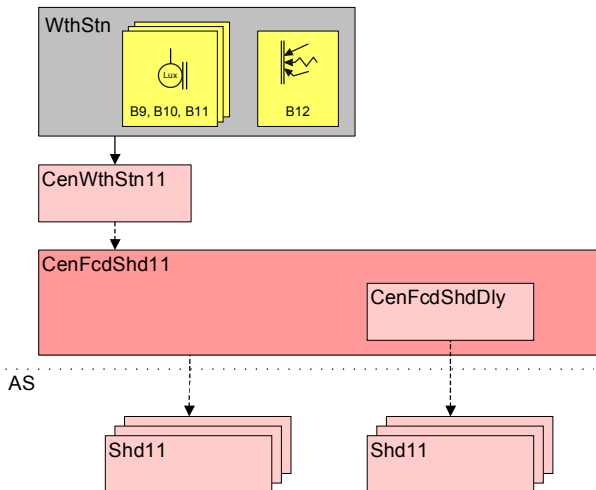 WthStn
Lux
B9, B10, B11
B12
CenWthStn11
CenFcdShd11
CenFcdShdDly
AS
Shd11
Shd11